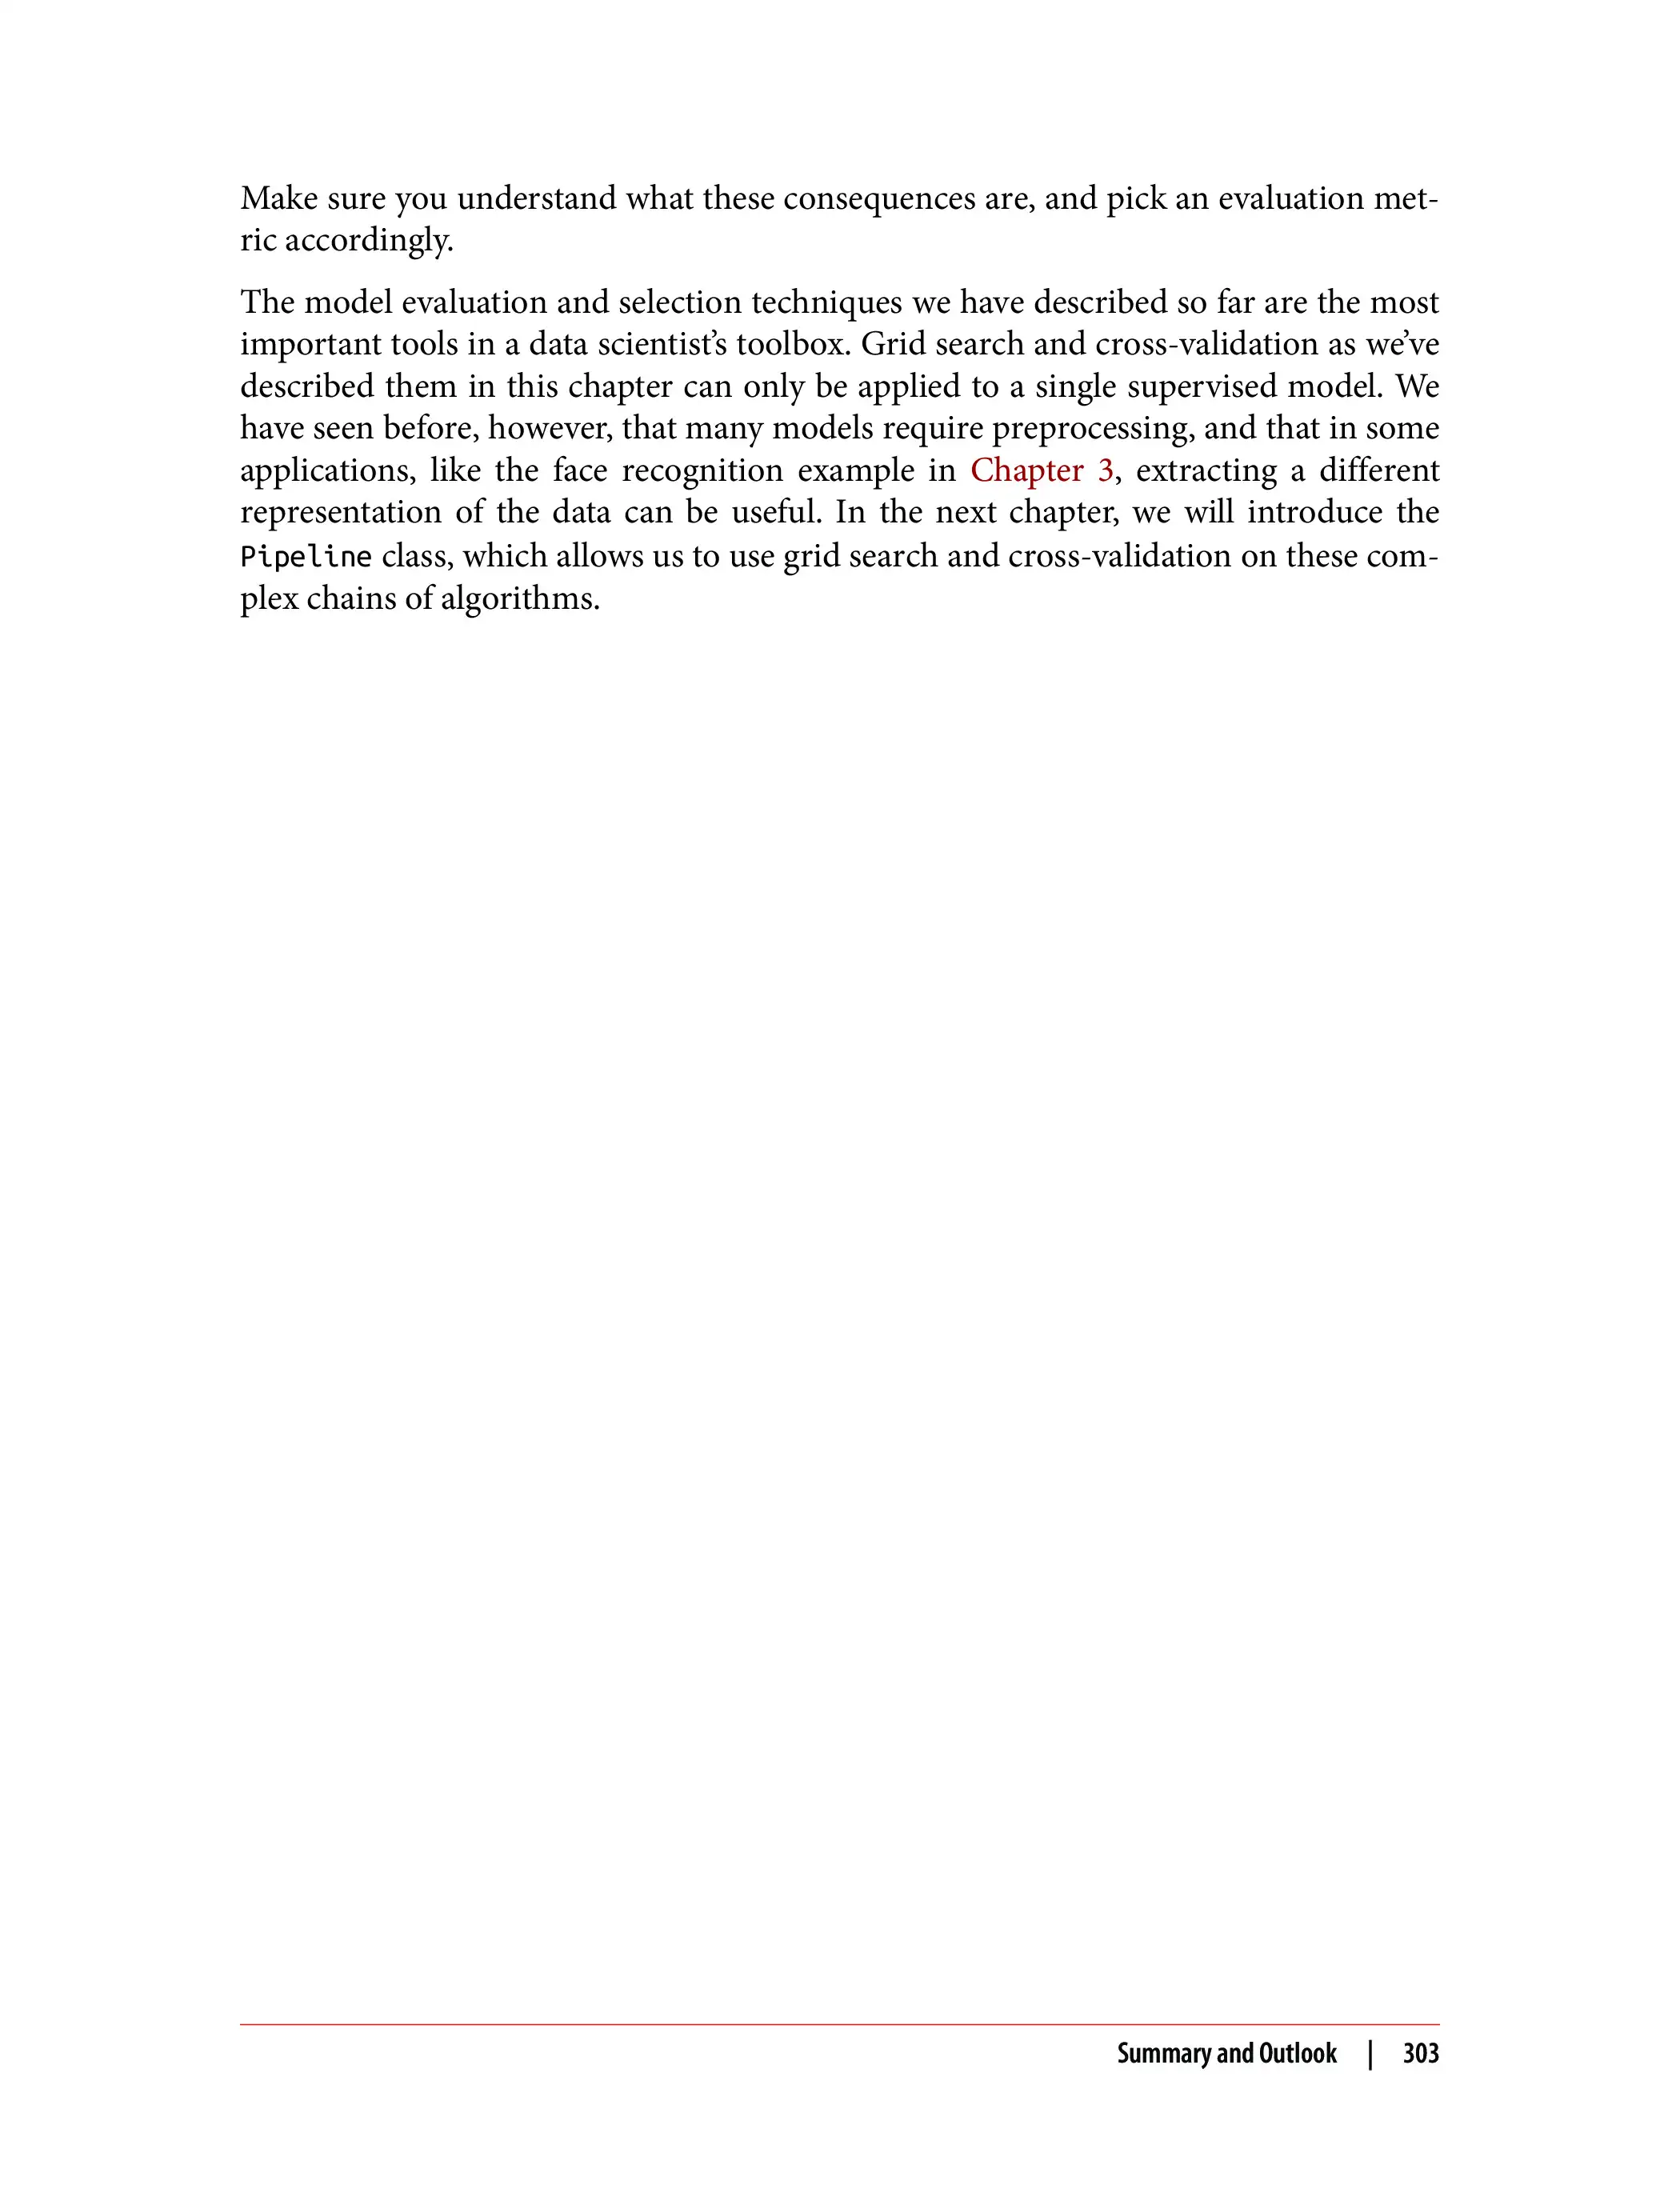 Make sure you understand what these consequences are, and pick an evaluation met-
ric accordingly.
The model evaluation and selection techniques we have described so far are the most
important tools in a data scientist’s toolbox. Grid search and cross-validation as we’ve
described them in this chapter can only be applied to a single supervised model. We
have seen before, however, that many models require preprocessing, and that in some
applications, like the face recognition example in Chapter 3, extracting a different
representation of the data can be useful. In the next chapter, we will introduce the
Pipeline class, which allows us to use grid search and cross-validation on these com-
plex chains of algorithms.
Summary and Outlook | 303